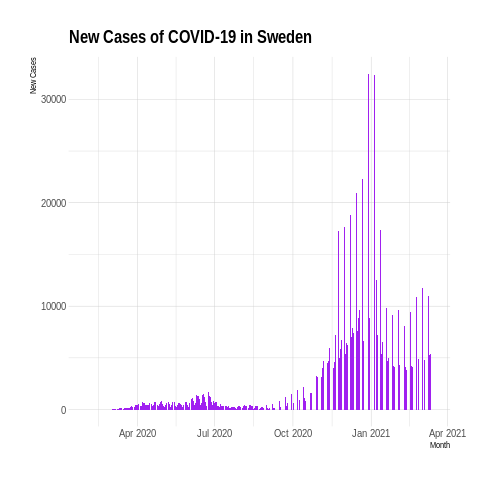 New Cases of COVID-19 in Sweden
New Cases
30000
20000
10000
0
Apr 2020 Jul 2020 Oct 2020 Jan 2021 Apr 2021
Month